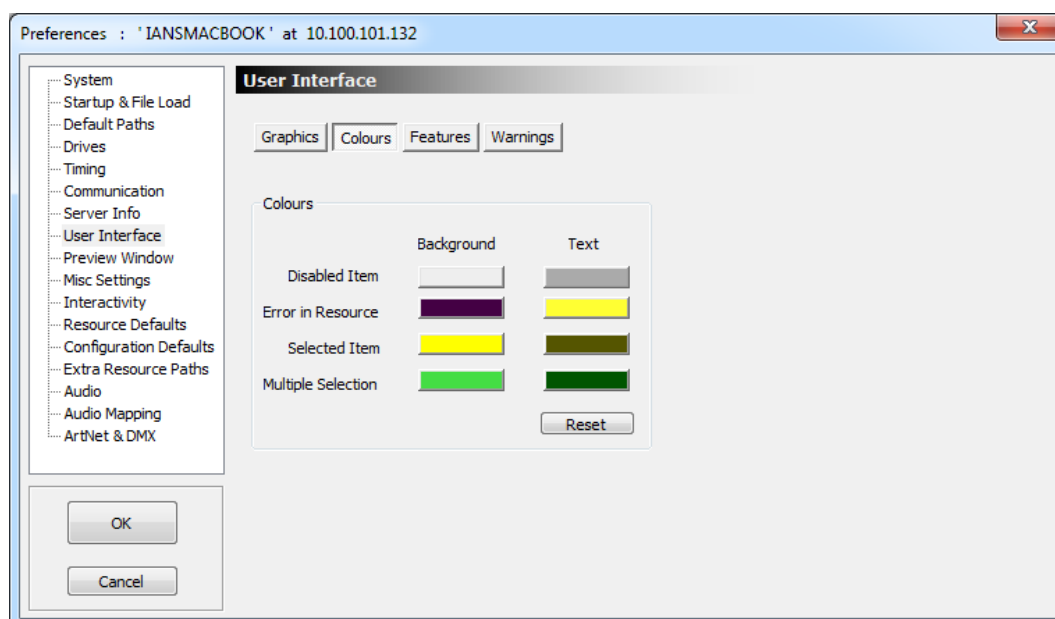 Preferences : 'IANSMACBOOK' at 10.100.101.132
System
Startup & File Load
Default Paths
Drives
Timing
Communication
Server Info
User Interface
Preview Window
Misc Settings
Interactivity
Resource Defaults
Configuration Defaults
Extra Resource Paths
Audio
Audio Mapping
ArtNet & DMX
OK
Cancel
User Interface
Graphics Colours Features Warnings
Colours
Background Text
Disabled Item
Error in Resource
Selected Item
Multiple Selection
Reset